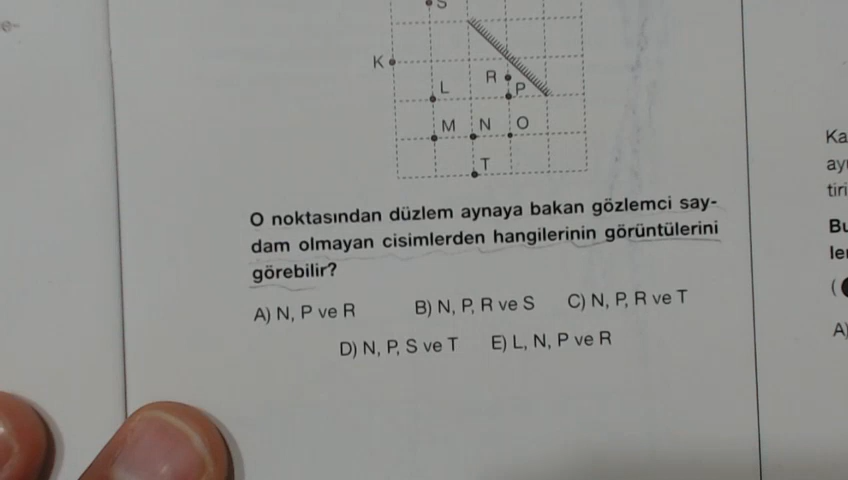 S
K
R
L
P
M N O
T
O noktasından düzlem aynaya bakan gözlemci say-
dam olmayan cisimlerden hangilerinin görüntülerini
görebilir?
A) N, P ve R B) N, P, R ve S C) N, P, R ve T
D) N, P, S ve T E) L, N, P ve R
e-
Ka
ay
tiri
Bu
le
(
A)